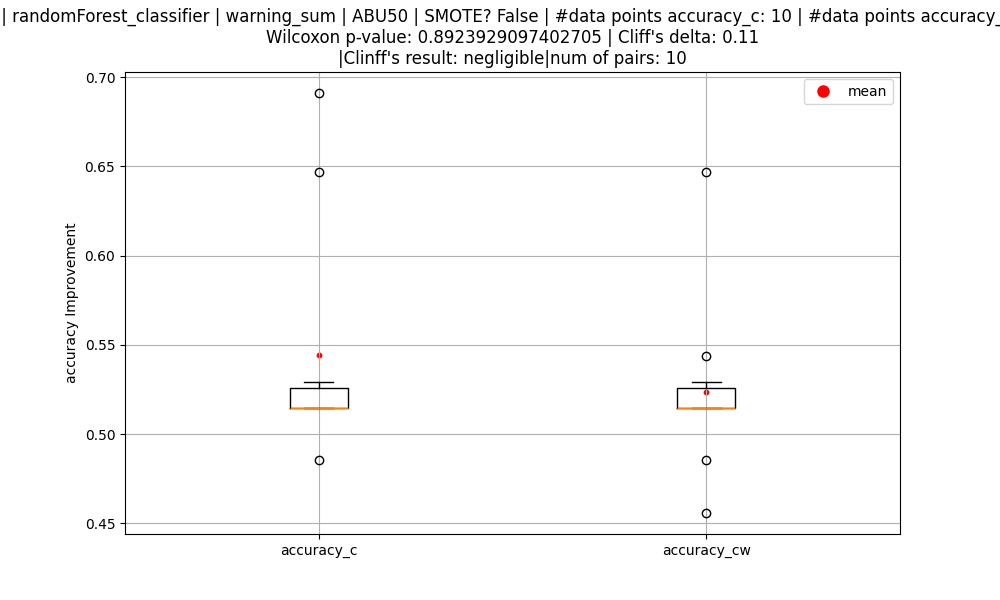 | randomForest_classifier | warning_sum | ABU50 | SMOTE? False | #data points accuracy_c: 10 | #data points accuracy_
Wilcoxon p-value: 0.8923929097402705 | Cliff's delta: 0.11
|Clinff's result: negligible|num of pairs: 10
mean
0.70
0.65
0.60
0.55
0.50
0.45
accuracy Improvement
accuracy_c
accuracy_cw